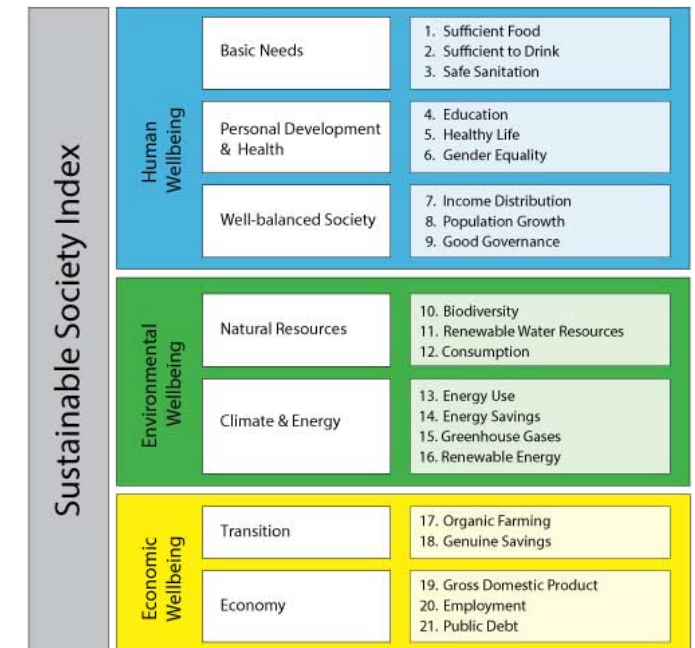 Sustainable Society Index
Human
Wellbeing
Basic Needs
1. Sufficient Food
2. Sufficient to Drink
3. Safe Sanitation
Personal Development
& Health
4. Education
5. Healthy Life
6. Gender Equality
Well-balanced Society
7. Income Distribution
8. Population Growth
9. Good Governance
Environmental
Wellbeing
Natural Resources
10. Biodiversity
11. Renewable Water Resources
12. Consumption
Climate & Energy
13. Energy Use
14. Energy Savings
15. Greenhouse Gases
16. Renewable Energy
Economic
Wellbeing
Transition
17. Organic Farming
18. Genuine Savings
Economy
19. Gross Domestic Product
20. Employment
21. Public Debt